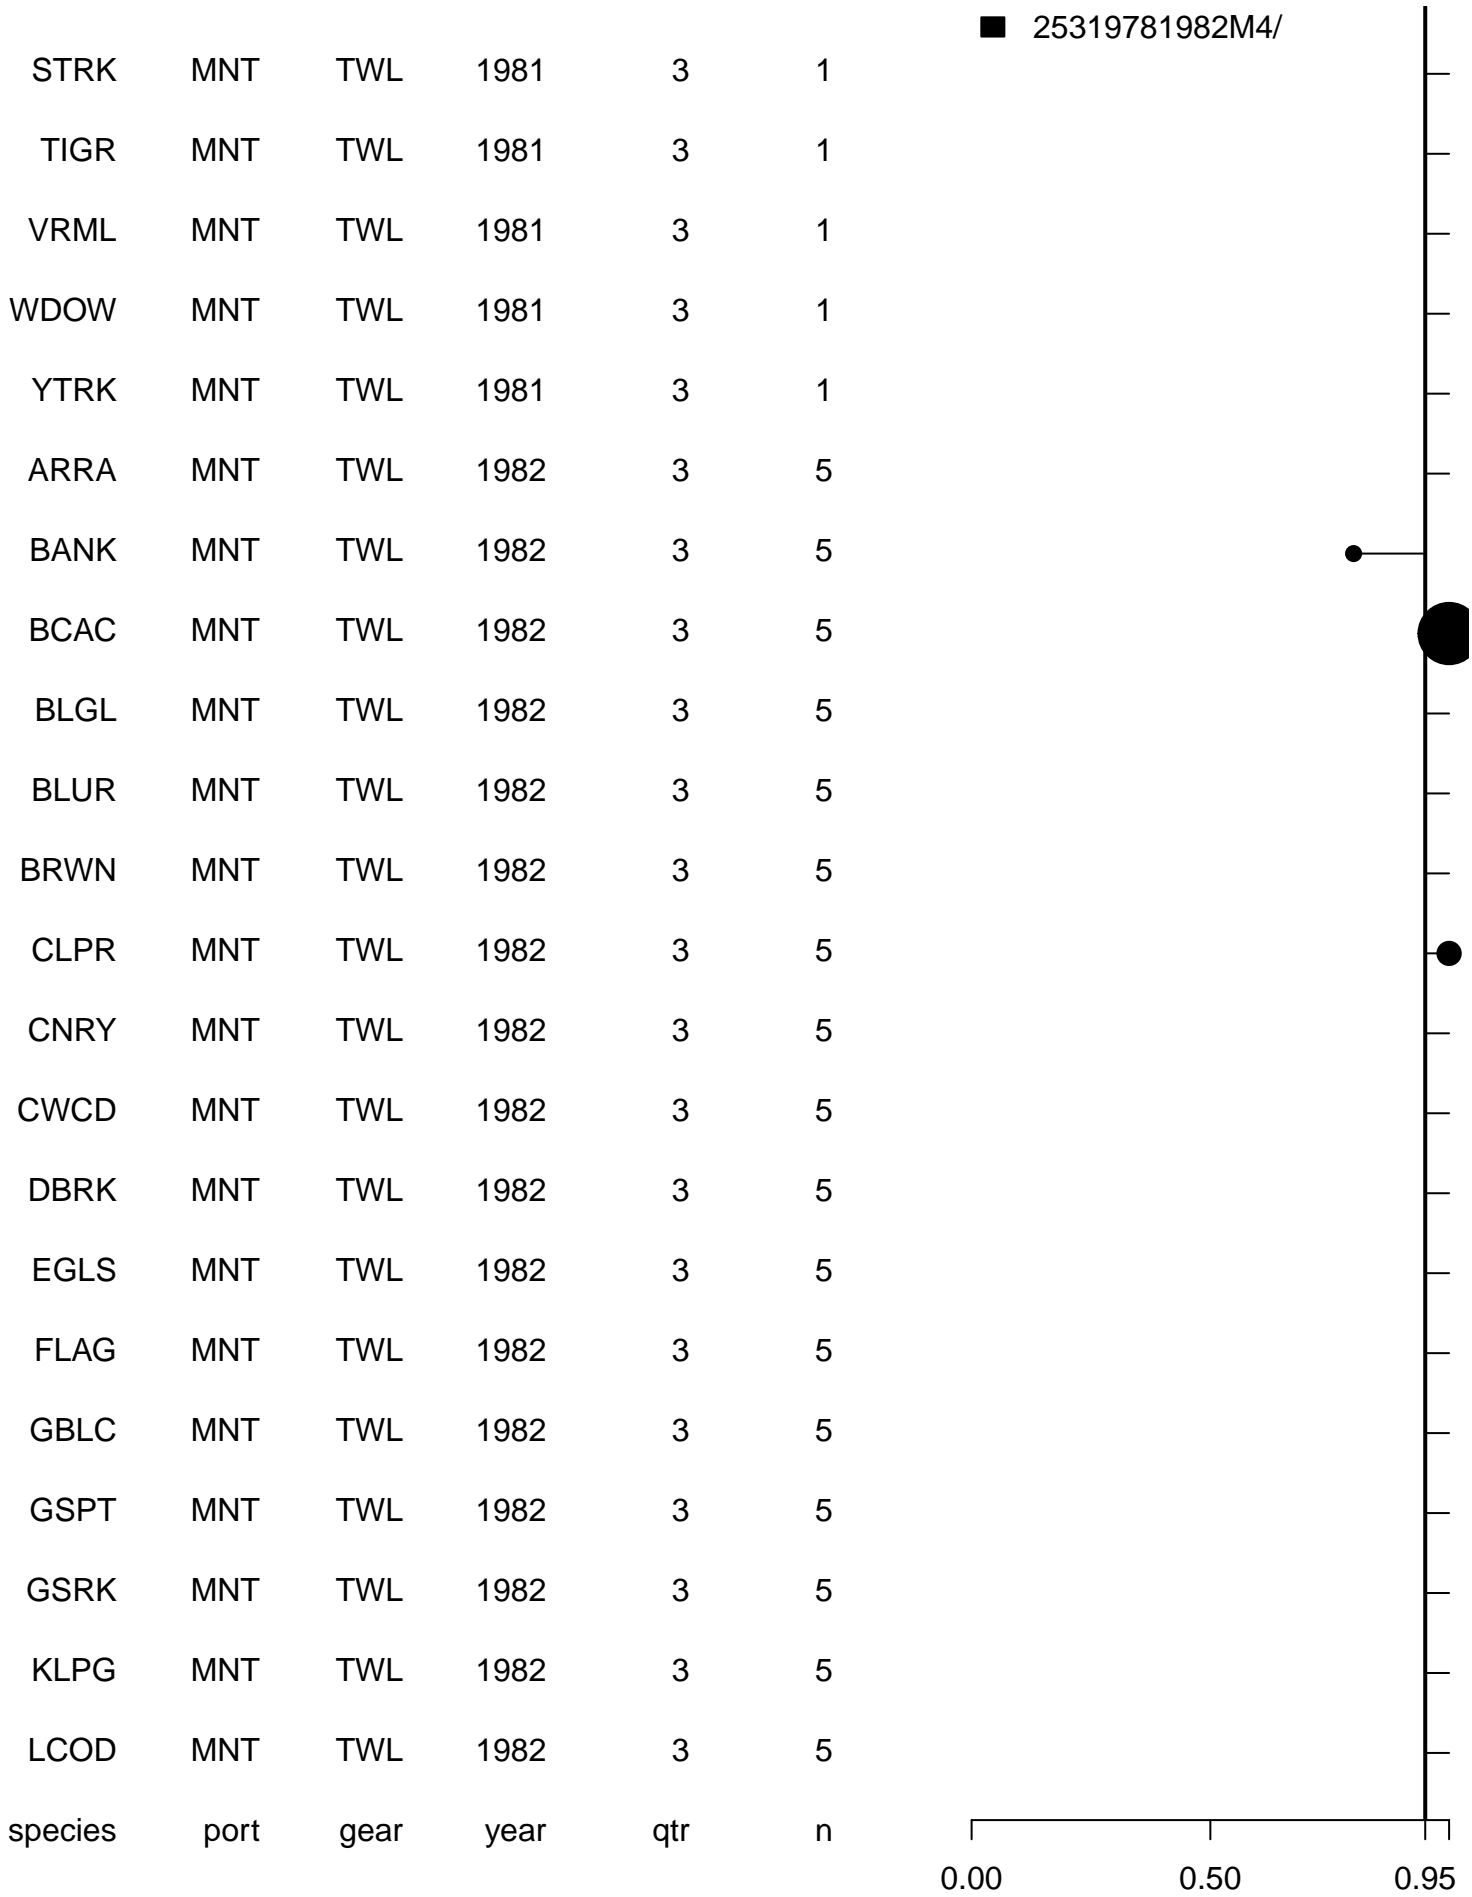 25319781982M4/
STRK MNT TWL 1981 3 1
TIGR MNT TWL 1981 3 1
VRML MNT TWL 1981 3 1
WDOW MNT TWL 1981 3 1
YTRK MNT TWL 1981 3 1
ARRA MNT TWL 1982 3 5
BANK MNT TWL 1982 3 5
BCAC MNT TWL 1982 3 5
BLGL MNT TWL 1982 3 5
BLUR MNT TWL 1982 3 5
BRWN MNT TWL 1982 3 5
CLPR MNT TWL 1982 3 5
CNRY MNT TWL 1982 3 5
CWCD MNT TWL 1982 3 5
DBRK MNT TWL 1982 3 5
EGLS MNT TWL 1982 3 5
FLAG MNT TWL 1982 3 5
GBLC MNT TWL 1982 3 5
GSPT MNT TWL 1982 3 5
GSRK MNT TWL 1982 3 5
KLPG MNT TWL 1982 3 5
LCOD MNT TWL 1982 3 5
species port gear year qtr n
0.00 0.50 0.95